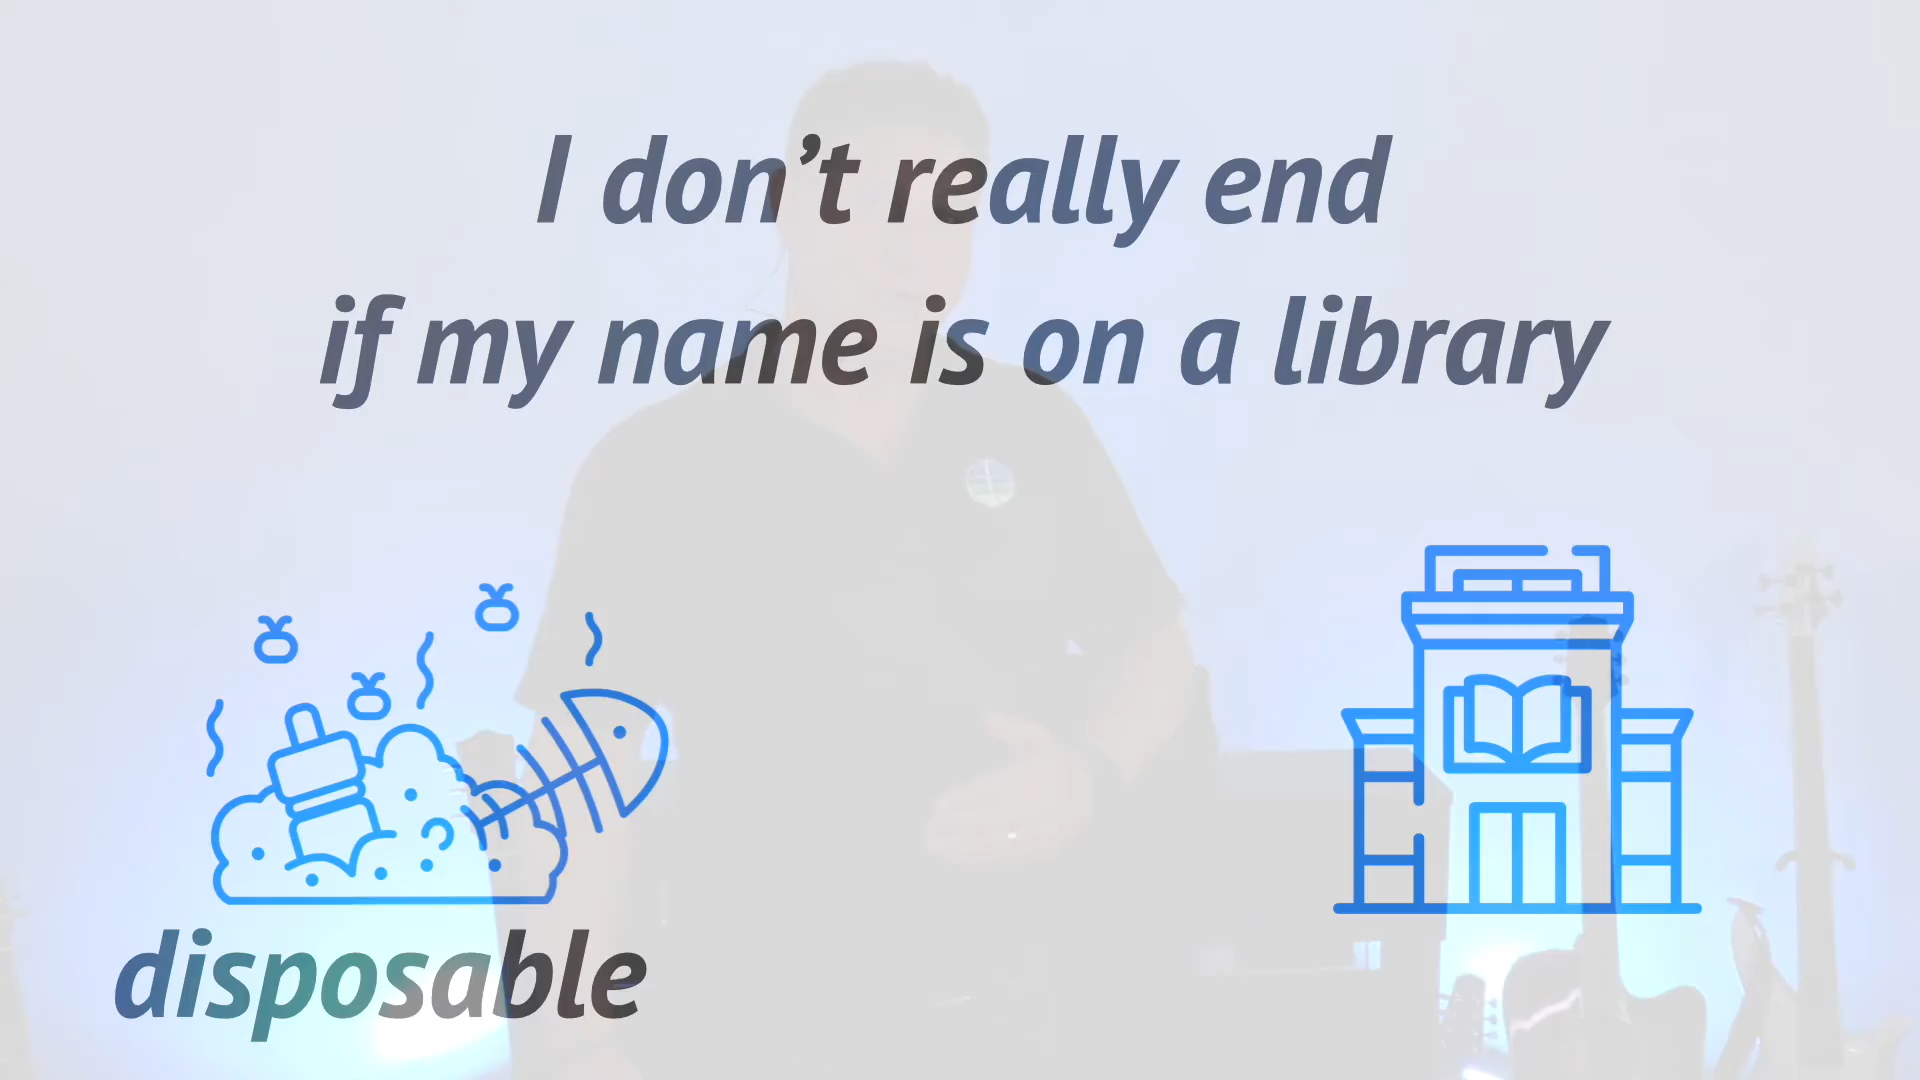 I don’t really end
if my name is on a library
disposable